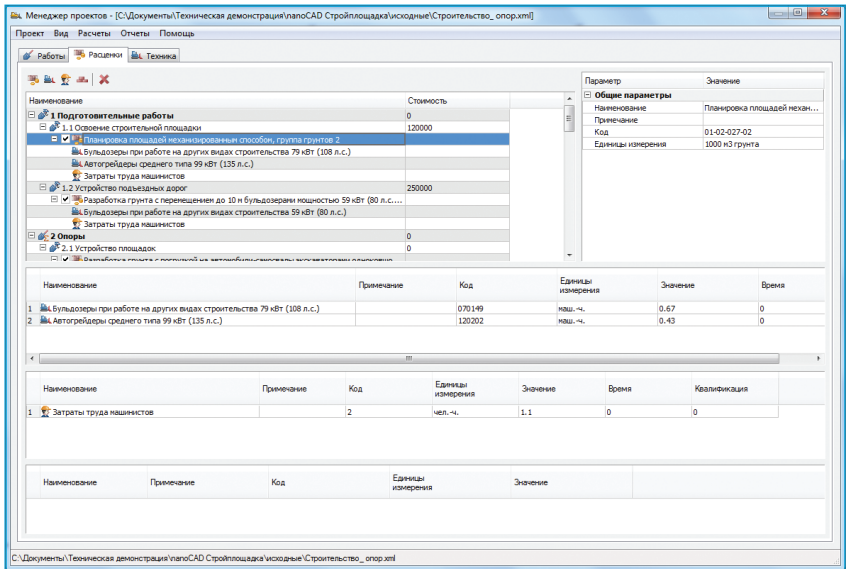 Менеджер проектов - [C:\Документы\Техническая демонстрация\nanoCAD Стройплощадка\исходные\Строительство_ опор.xml]
Проект Вид Расчеты Отчеты Помощь
Работы Расценки Техника
Наименование Стоимость
1 Подготовительные работы 0
1.1 Освоение строительной площадки 120000
Планировка площадей механизированным способом, группа грунтов 2
Бульдозеры при работе на других видах строительства 79 кВт (108 л.с.)
Автогрейдеры среднего типа 99 кВт (135 л.с.)
Затраты труда машинистов
1.2 Устройство подъездных дорог 250000
Разработка грунта с перемещением до 10 м бульдозерами мощностью 59 кВт (80 л.с....
Бульдозеры при работе на других видах строительства 59 кВт (80 л.с.)
Затраты труда машинистов
2 Опоры 0
2.1 Устройство площадок 0
Разработка грунта с погрузкой на автомобили-самосвалы экскаваторами одноковшо...
Параметр Значение
Общие параметры
Наименование Планировка площадей механ...
Примечание
Код 01-02-027-02
Единицы измерения 1000 м3 грунта
Наименование Примечание Код Единицы измерения Значение Время
1 Бульдозеры при работе на других видах строительства 79 кВт (108 л.с.) 070149 маш.-ч. 0.67 0
2 Автогрейдеры среднего типа 99 кВт (135 л.с.) 120202 маш.-ч. 0.43 0
Наименование Примечание Код Единицы измерения Значение Время Квалификация
1 Затраты труда машинистов 2 чел.-ч. 1.1 0 0
Наименование Примечание Код Единицы измерения Значение
C:\Документы\Техническая демонстрация\nanoCAD Стройплощадка\исходные\Строительство_ опор.xml